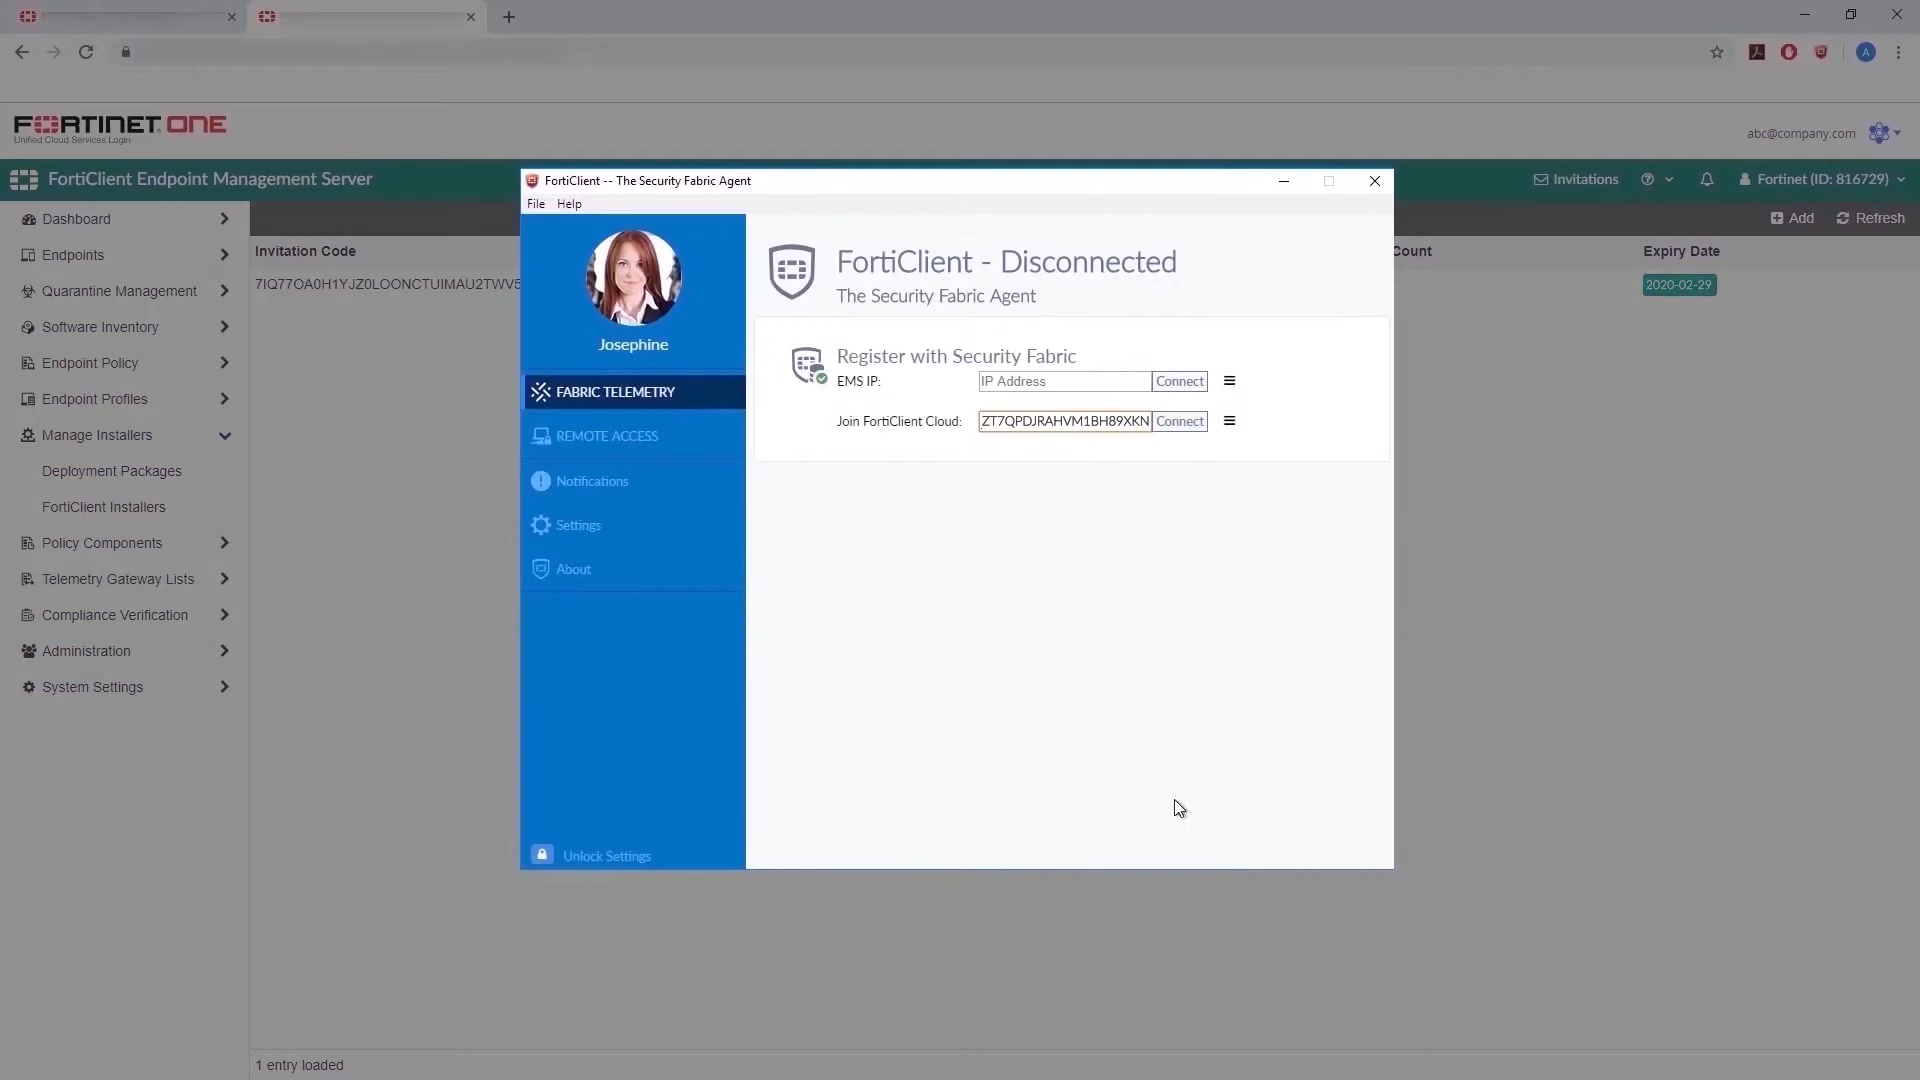 FORTINET ONE
Unified Cloud Services Login
abc@company.com
FortiClient Endpoint Management Server
Invitations
Fortinet (ID: 816729)
Add
Refresh
Dashboard
Endpoints
Quarantine Management
Software Inventory
Endpoint Policy
Endpoint Profiles
Manage Installers
Deployment Packages
FortiClient Installers
Policy Components
Telemetry Gateway Lists
Compliance Verification
Administration
System Settings
Invitation Code
Count
Expiry Date
7IQ77OA0H1YJZ0LOONCTUIMAU2TWV5
2020-02-29
FortiClient -- The Security Fabric Agent
File Help
Josephine
FABRIC TELEMETRY
REMOTE ACCESS
Notifications
Settings
About
Unlock Settings
FortiClient - Disconnected
The Security Fabric Agent
Register with Security Fabric
EMS IP: IP Address Connect
Join FortiClient Cloud: ZT7QPDJRAHVM1BH89XKN Connect
1 entry loaded
A